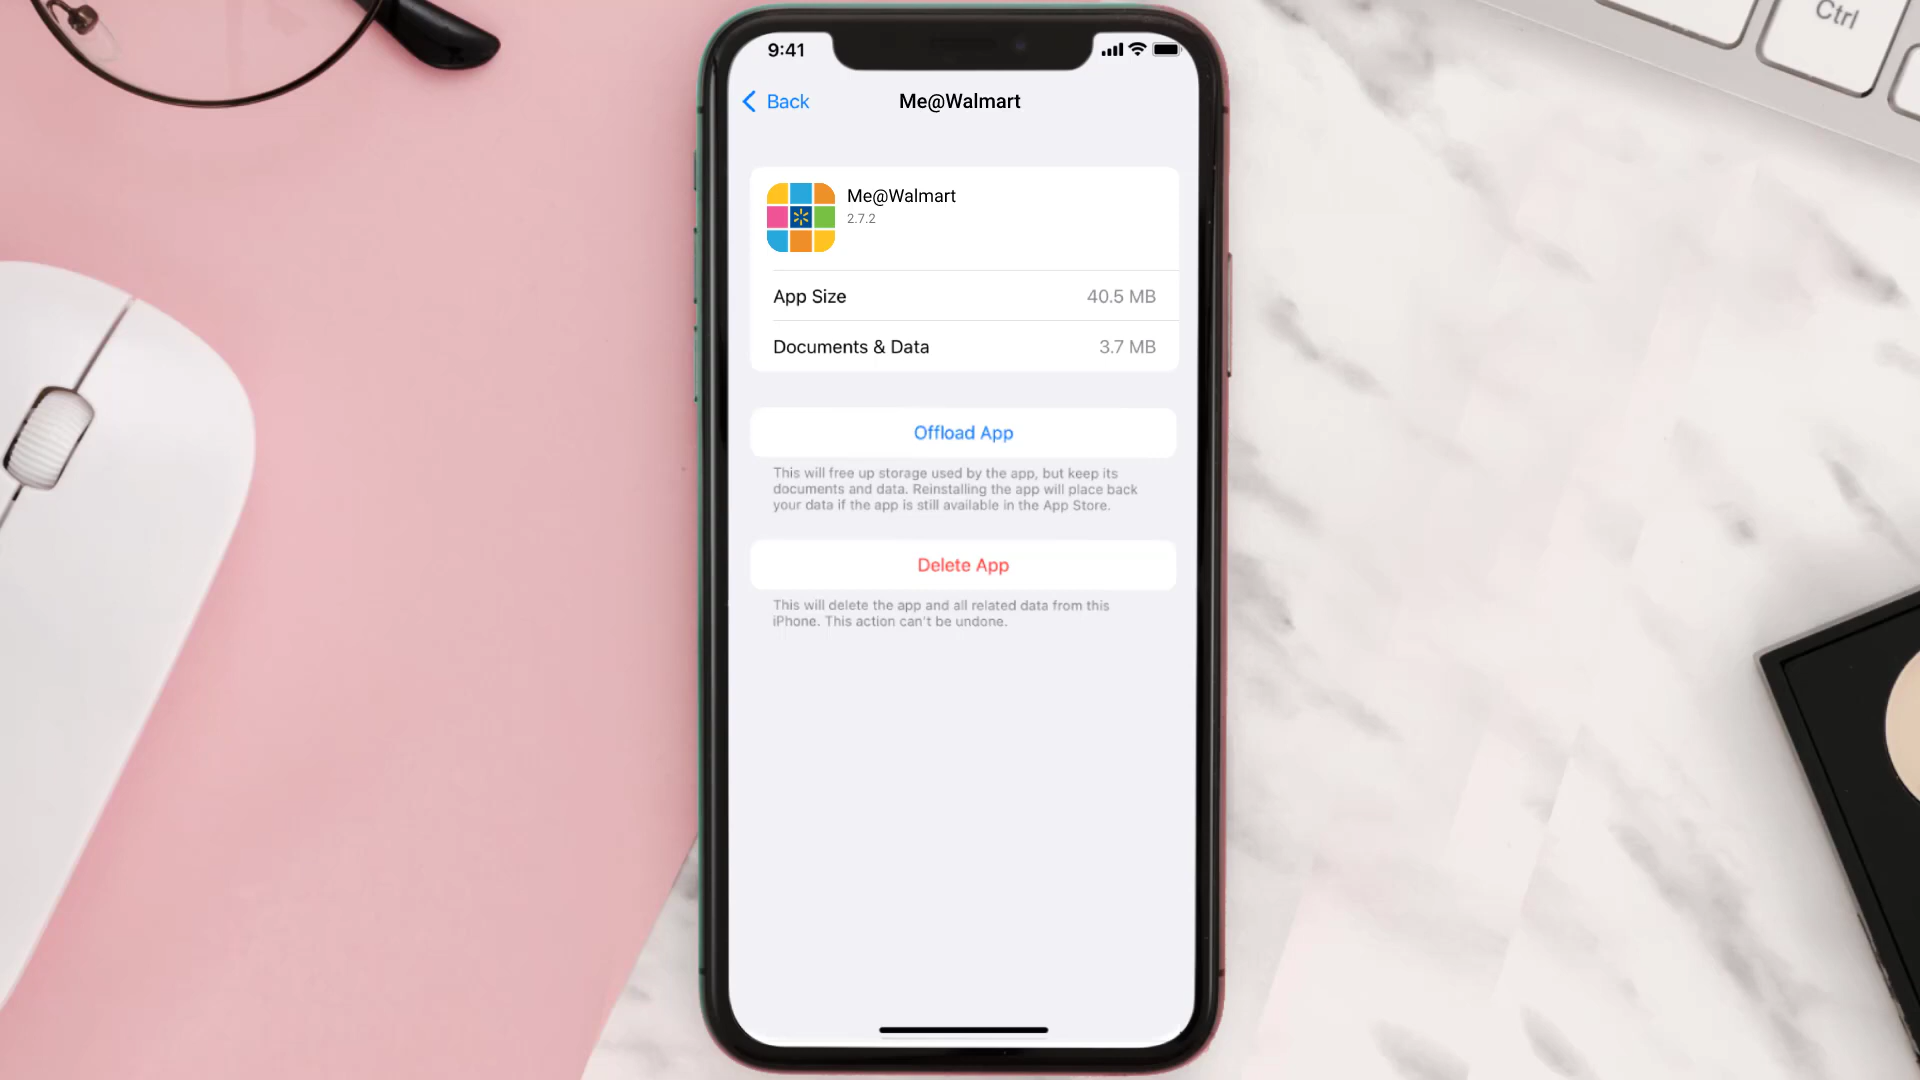 9:41
Back
Me@Walmart
Me@Walmart
2.7.2
App Size
40.5 MB
Documents & Data
3.7 MB
Offload App
This will free up storage used by the app, but keep its
documents and data. Reinstalling the app will place back
your data if the app is still available in the App Store.
Delete App
This will delete the app and all related data from this
iPhone. This action can't be undone.
Ctrl